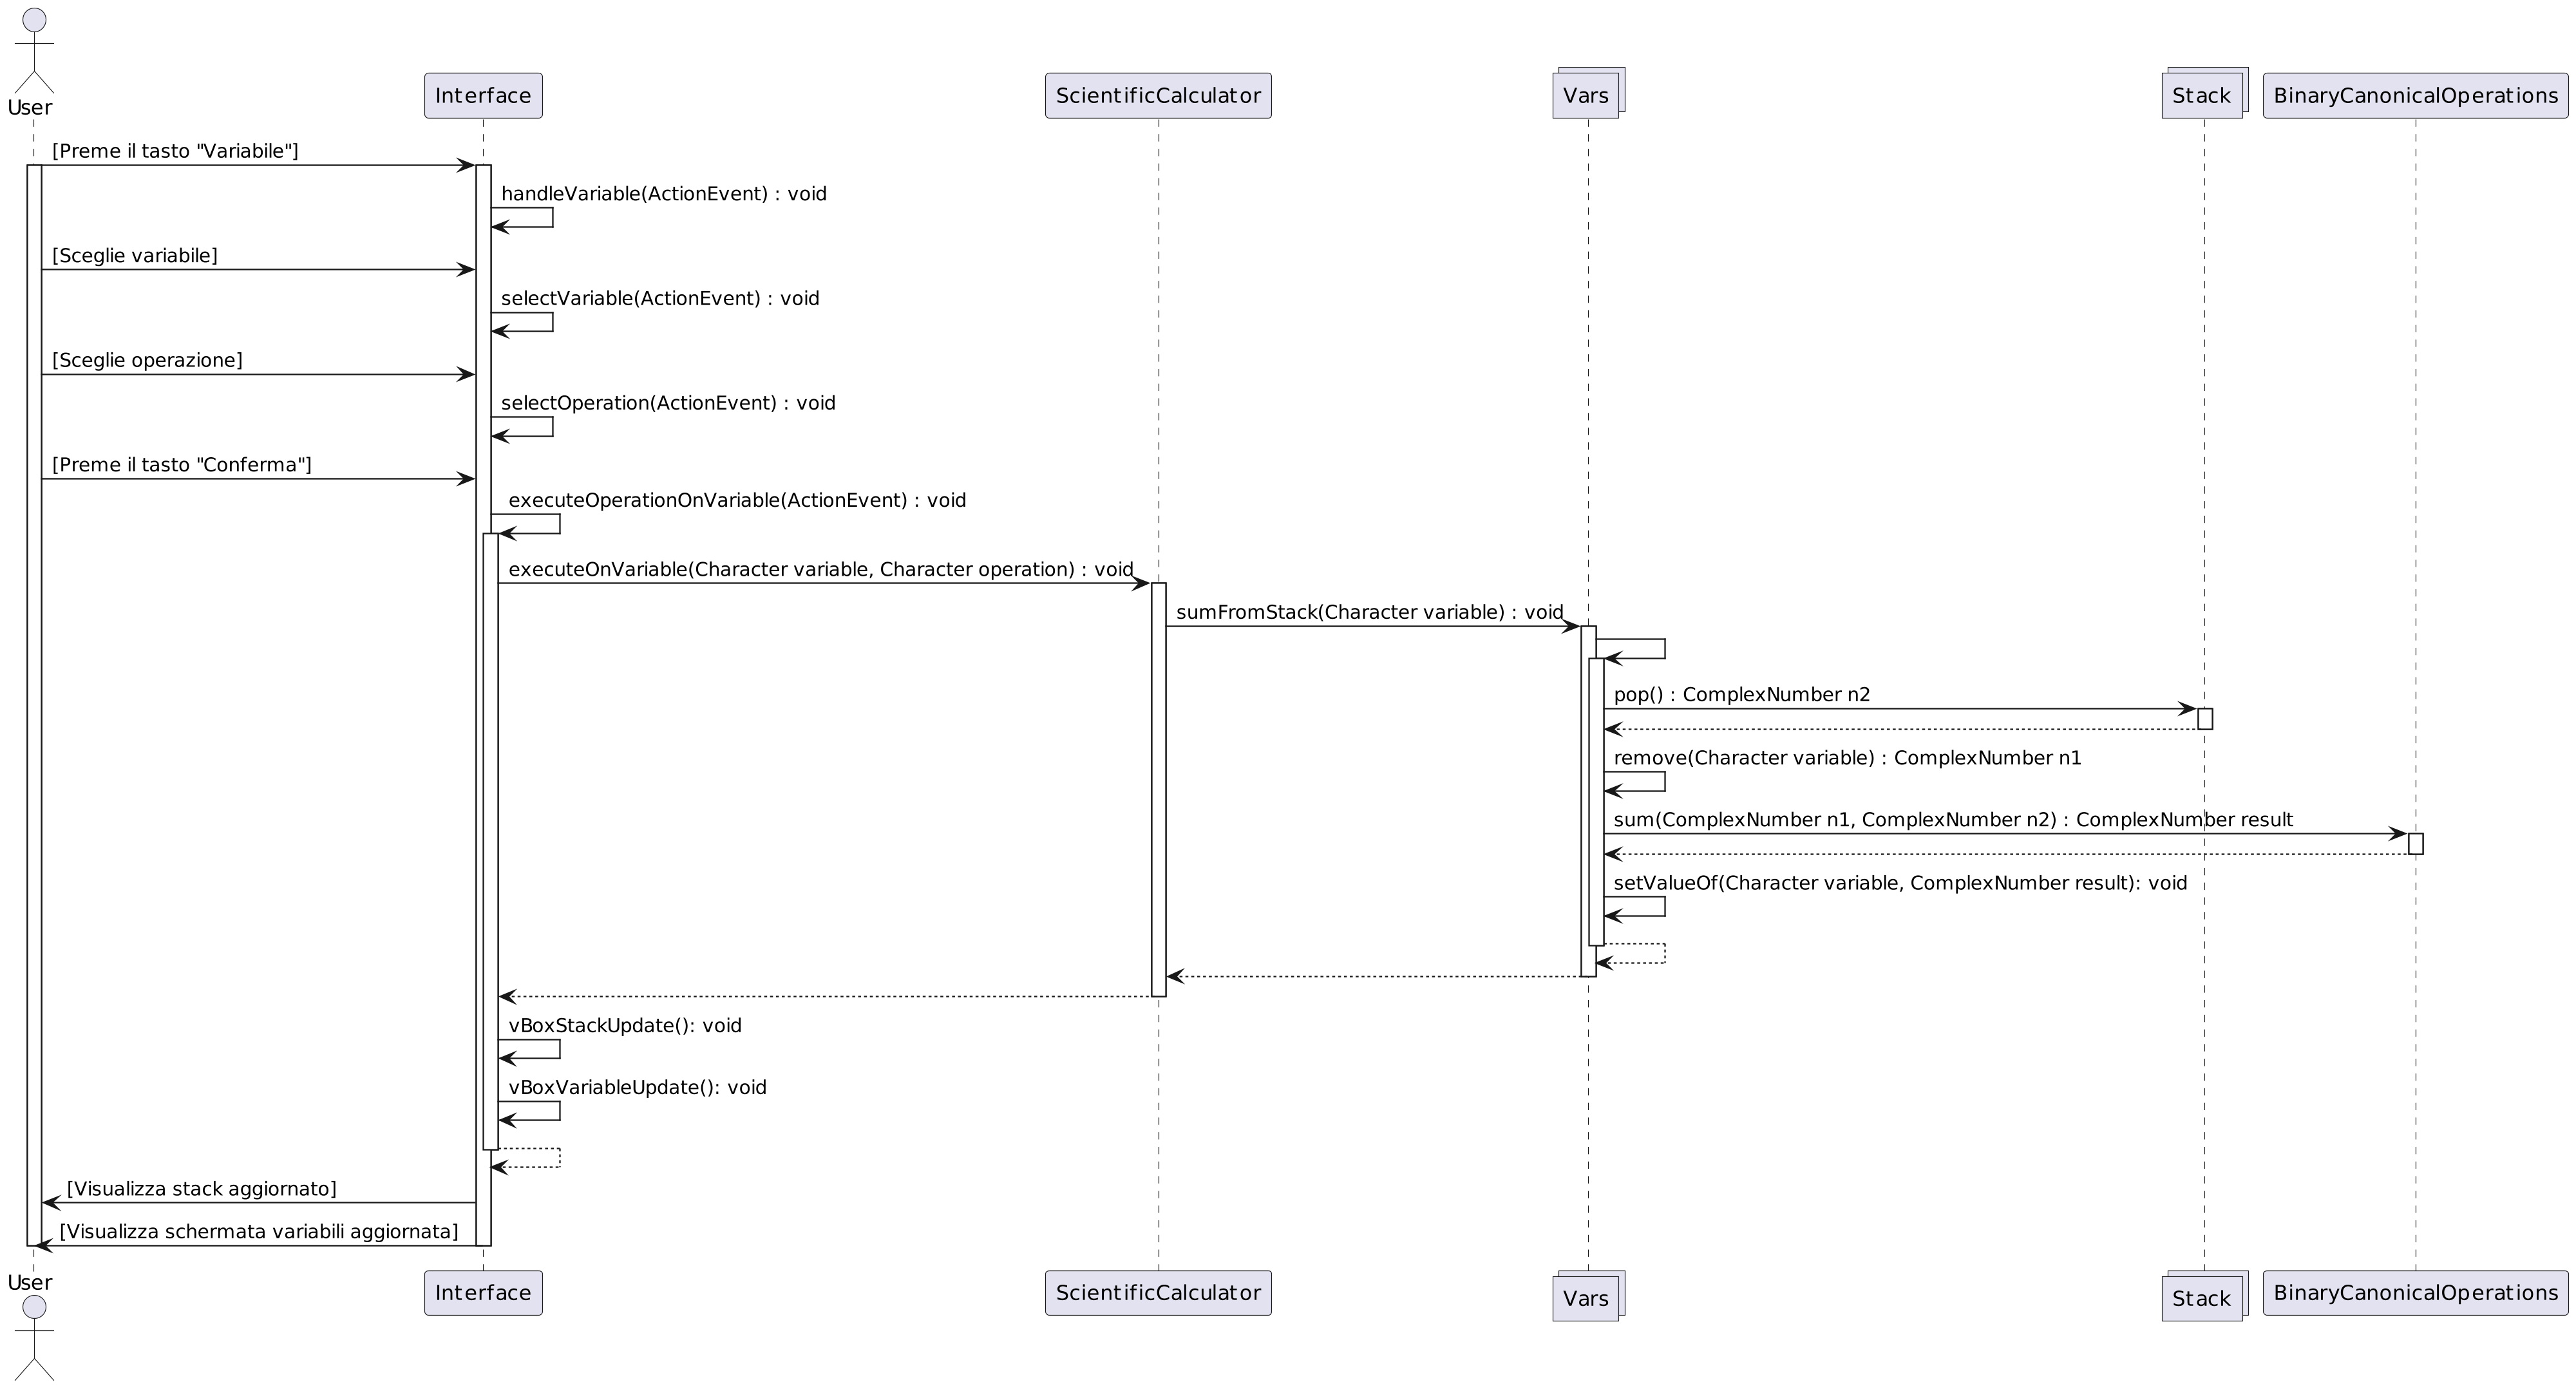 User
Interface
ScientificCalculator
Vars
Stack
BinaryCanonicalOperations
[Preme il tasto "Variabile"]
handleVariable(ActionEvent) : void
[Sceglie variabile]
selectVariable(ActionEvent) : void
[Sceglie operazione]
selectOperation(ActionEvent) : void
[Preme il tasto "Conferma"]
executeOperationOnVariable(ActionEvent) : void
executeOnVariable(Character variable, Character operation) : void
sumFromStack(Character variable) : void
pop() : ComplexNumber n2
remove(Character variable) : ComplexNumber n1
sum(ComplexNumber n1, ComplexNumber n2) : ComplexNumber result
setValueOf(Character variable, ComplexNumber result): void
vBoxStackUpdate(): void
vBoxVariableUpdate(): void
[Visualizza stack aggiornato]
[Visualizza schermata variabili aggiornata]
User
Interface
ScientificCalculator
Vars
Stack
BinaryCanonicalOperations